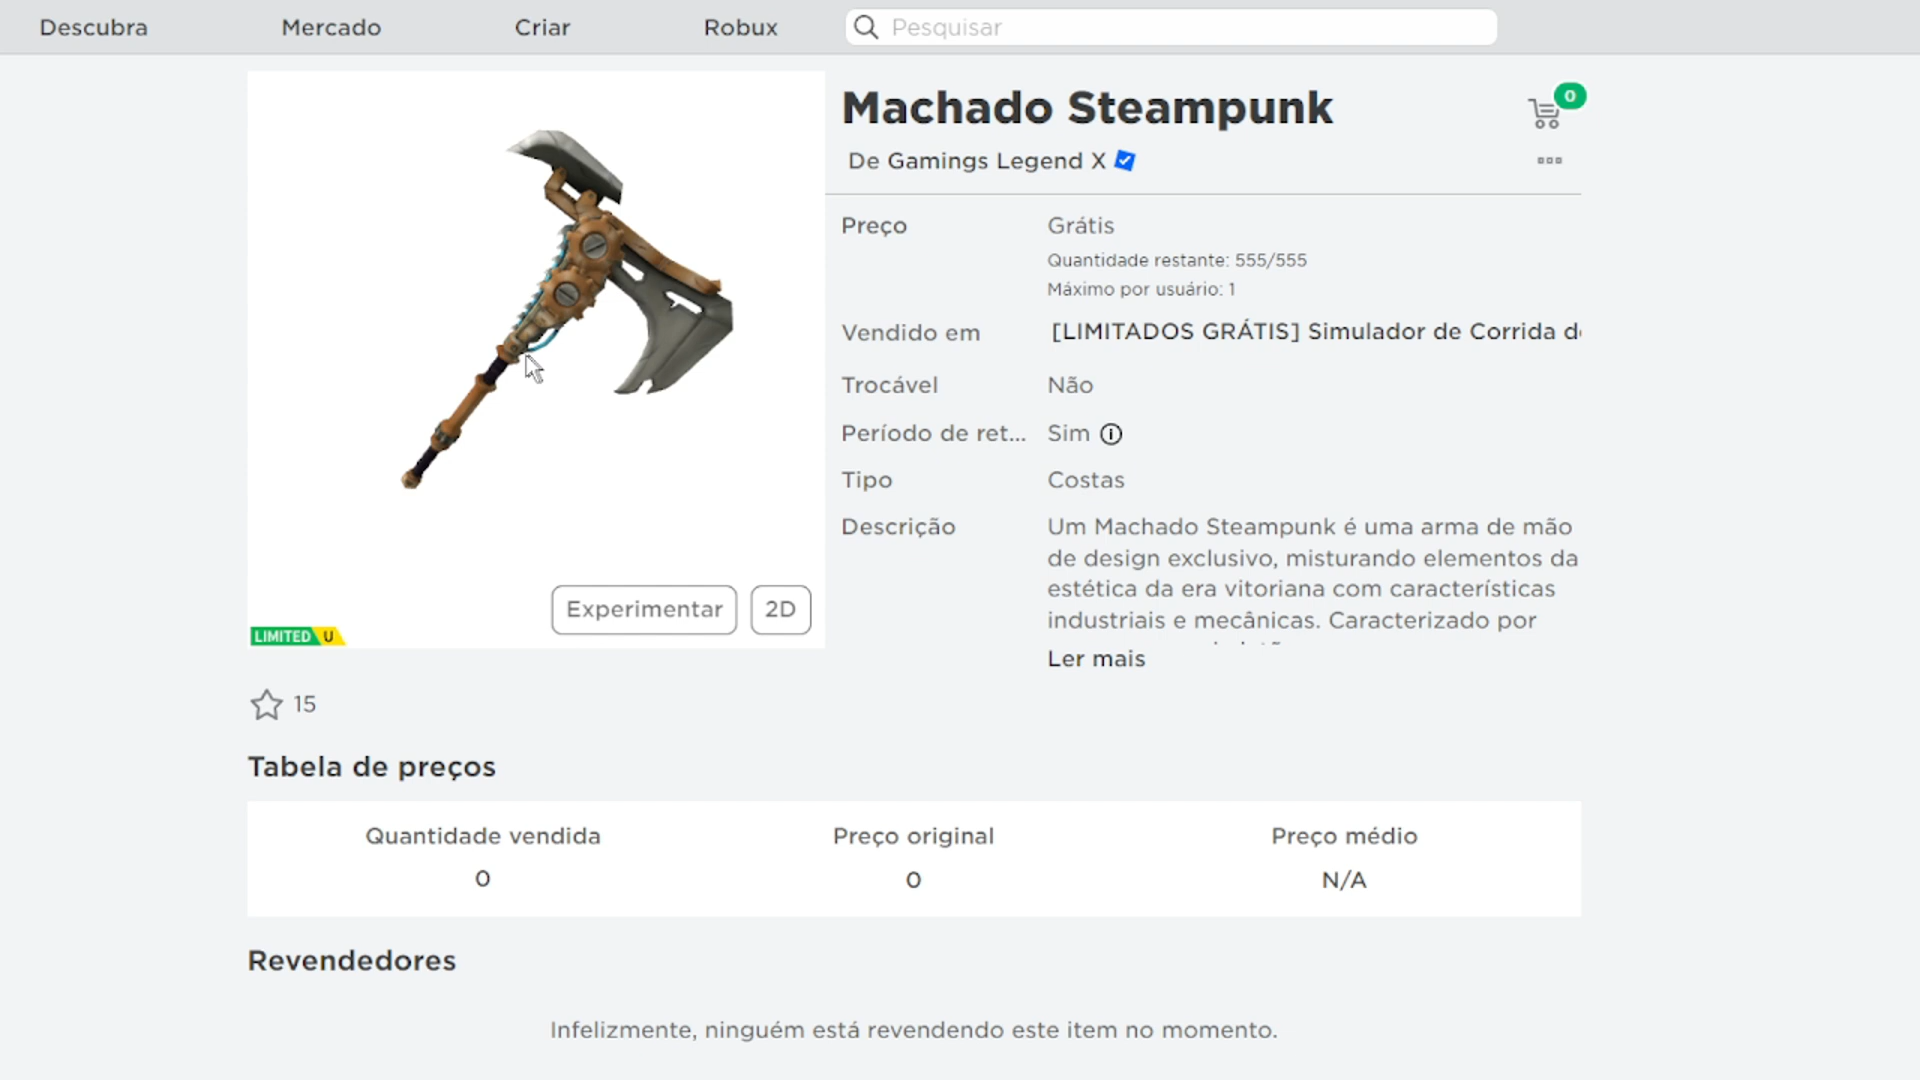 Descubra
Mercado
Criar
Robux
Pesquisar
Machado Steampunk
0
De Gamings Legend X
Preço
Grátis
Quantidade restante: 555/555
Máximo por usuário: 1
Vendido em
[LIMITADOS GRÁTIS] Simulador de Corrida
Trocável
Não
Período de ret...
Sim
Tipo
Costas
Descrição
Um Machado Steampunk é uma arma de mão
de design exclusivo, misturando elementos da
estética da era vitoriana com características
industriais e mecânicas. Caracterizado por
Ler mais
Experimentar
2D
LIMITED U
15
Tabela de preços
Quantidade vendida
Preço original
Preço médio
0
0
N/A
Revendedores
Infelizmente, ninguém está revendendo este item no momento.